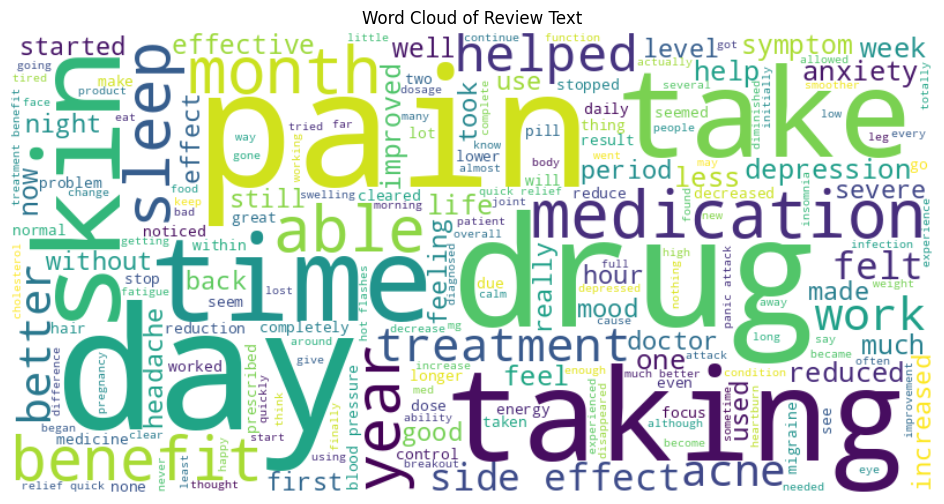 Word Cloud of Review Text
started
effective
little
continue
function
got
going
well
helped
level
symptom
week
tired
make
month
use
stopped
actually
allowed
product
skin
sleep
two
dosage
help
several
smoother
anxiety
treatment benefit
face
pain
improved
took
many
complete
seemed
diminished
initially
totally
eat
night
effect
way
tried
far
lot
pill
daily
thing
people
take
low
leg
every
now
gone
working
know
almost
result
went
may
insomnia
go
problem
food
still
swelling
cleared
lower
will
body
period
less
depression
experience
change
keep
morning
life
quick relief
joint
reduce
decreased
severe
normal
bad
great
patient
medication
found
new
noticed
able
overall
infection
getting
within
feeling
diagnosed
really
full
high
felt
without
time
drug
hour
depressed
nothing
panic attack
weight
cholesterol
stop
back
due
calm
mood
away
made
fatigue
seem
lost
hot flashes
cause
long
work
better
hair
reduction
completely
decrease
mg
say
day
headache
around
treatment
doctor
became
much
difference
pregnancy
worked
give
year
increase
feel
one
attack
much better
condition
often
prescribed
longer
enough
even
reduced
began
quickly
med
taking
experienced
disappeared
energy
focus
sometime
used
heartburn
see
improvement
increased
medicine
clear
start
think
finally
blood pressure
dose
ability
taken
although
migraine
happy
control
good
become
benefit
never
least
using
eye
relief quick
none
thought
first
side effect
acne
needed
breakout